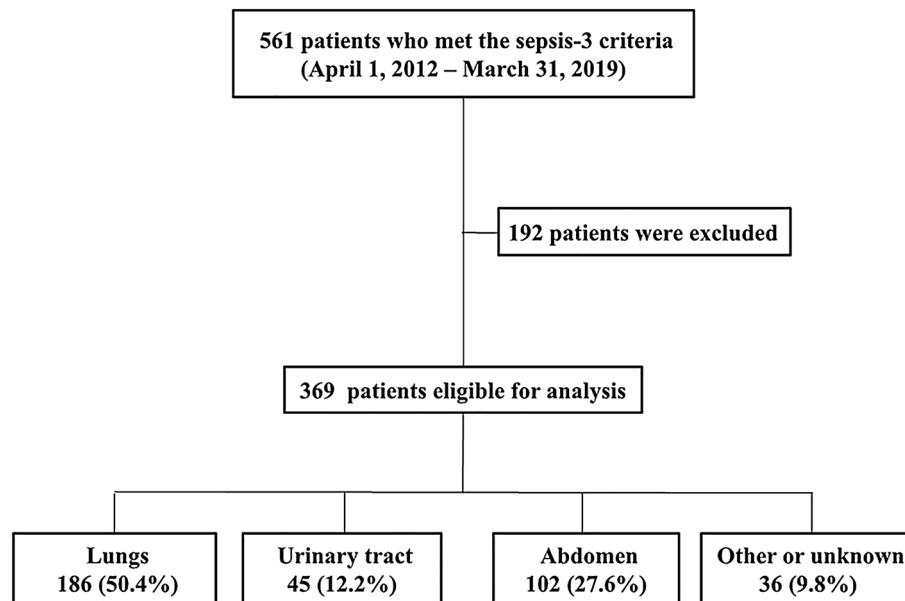 561 patients who met the sepsis-3 criteria
(April 1, 2012 – March 31, 2019)
192 patients were excluded
369 patients eligible for analysis
Lungs
186 (50.4%)
Urinary tract
45 (12.2%)
Abdomen
102 (27.6%)
Other or unknown
36 (9.8%)